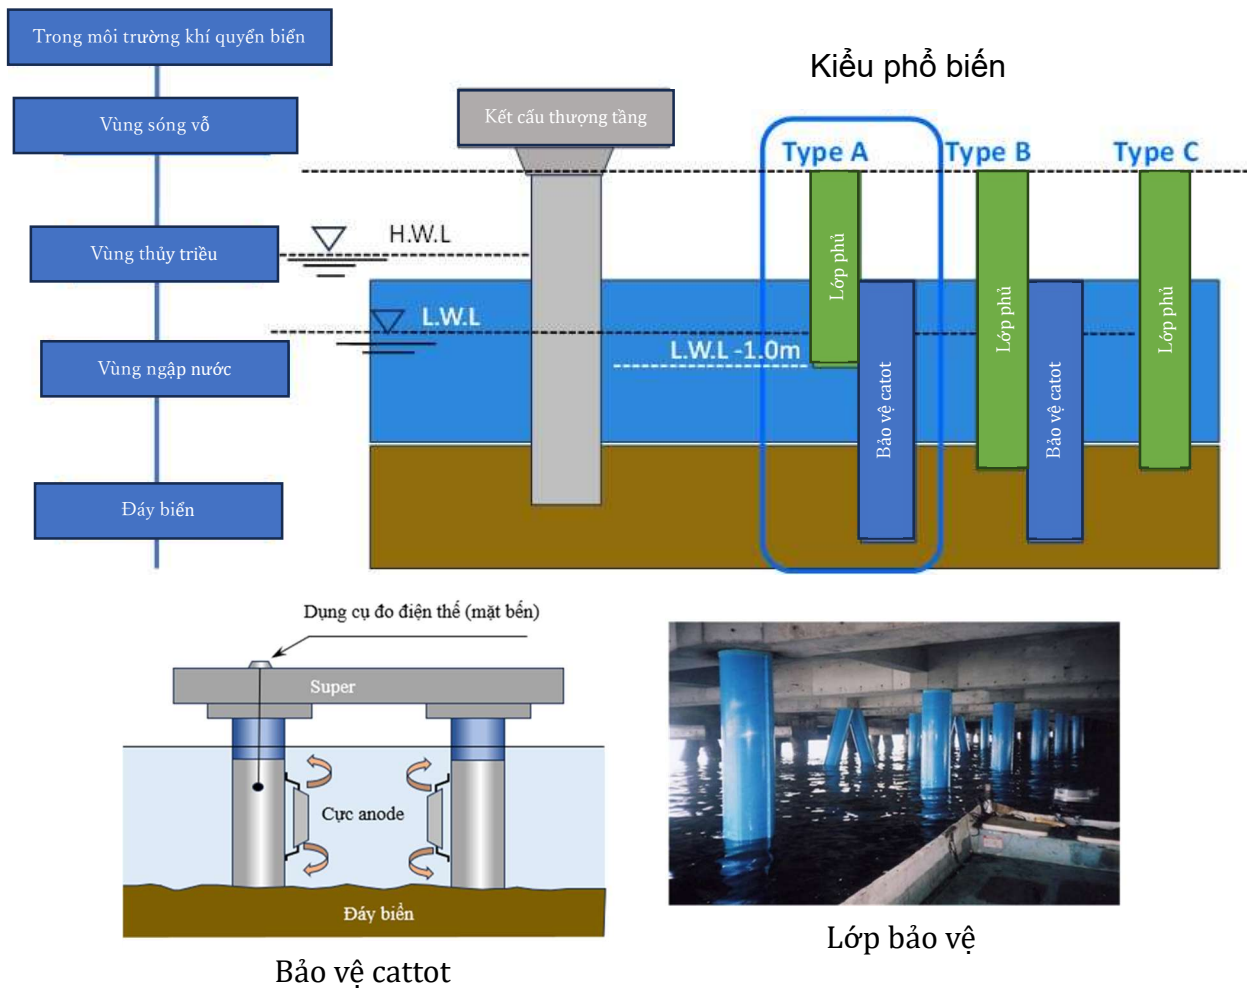 Trong môi trường khí quyển biển
Vùng sóng vỗ
Vùng thủy triều
Vùng ngập nước
Đáy biển
Kiểu phổ biến
Kết cấu thượng tầng
Type A
Type B
Type C
H.W.L
L.W.L
L.W.L -1.0m
Lớp phủ
Bảo vệ catot
Lớp phủ
Bảo vệ catot
Lớp phủ
Dụng cụ đo điện thế (mặt bến)
Super
Cực anode
Đáy biển
Bảo vệ cattot
Lớp bảo vệ